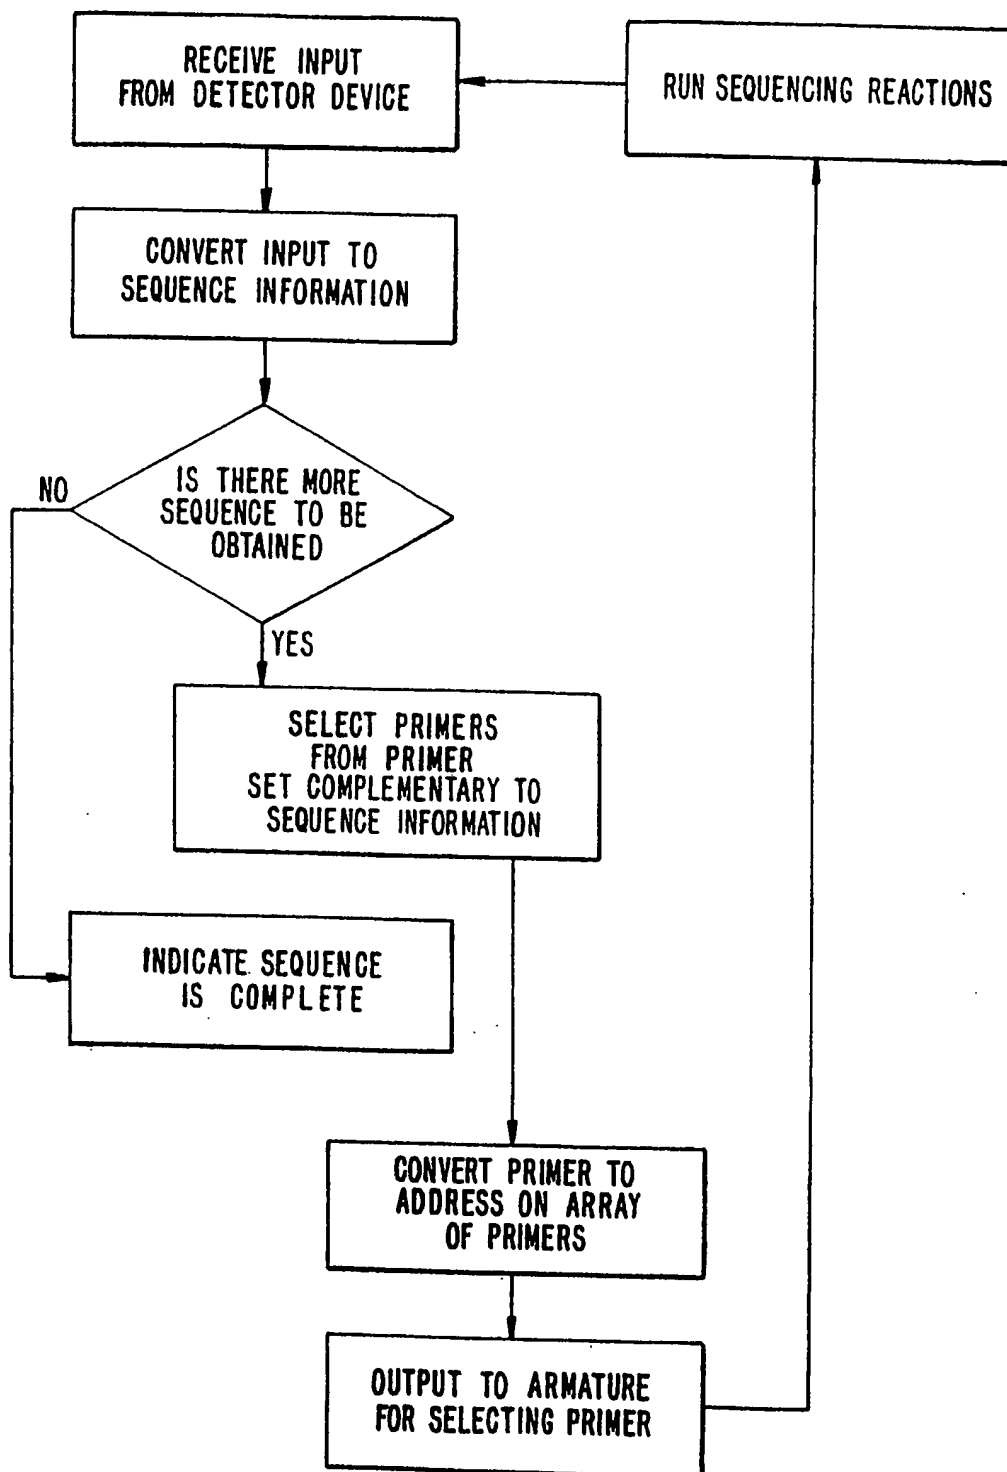 RECEIVE INPUT
FROM DETECTOR DEVICE
RUN SEQUENCING REACTIONS
CONVERT INPUT TO
SEQUENCE INFORMATION
IS THERE MORE
SEQUENCE TO BE
OBTAINED
NO
YES
SELECT PRIMERS
FROM PRIMER
SET COMPLEMENTARY TO
SEQUENCE INFORMATION
INDICATE SEQUENCE
IS COMPLETE
CONVERT PRIMER TO
ADDRESS ON ARRAY
OF PRIMERS
OUTPUT TO ARMATURE
FOR SELECTING PRIMER